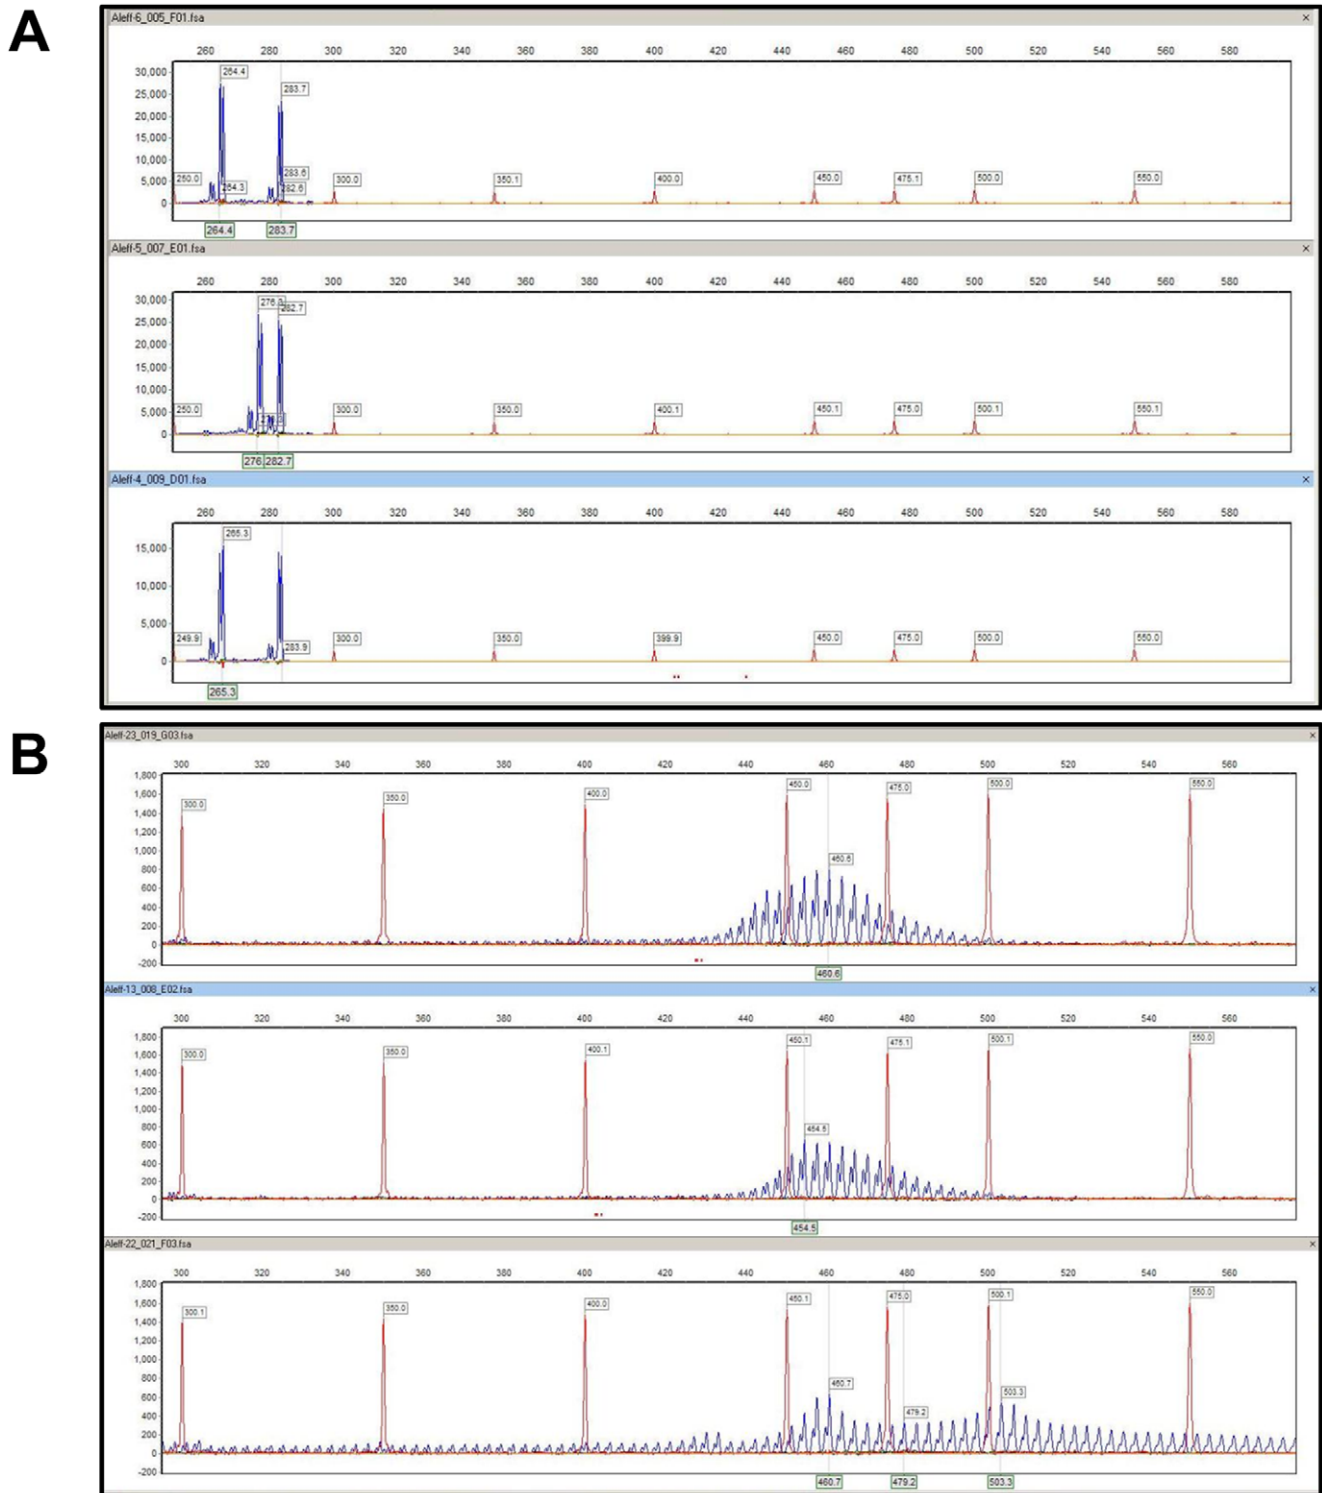 A
Aleff-6_005_F01.fsa ×
260 280 300 320 340 360 380 400 420 440 460 480 500 520 540 560 580
30,000
25,000
20,000
15,000
10,000
5,000
0
264.4
283.7
283.6
250.0 264.3 282.6 300.0 350.1 400.0 450.0 475.1 500.0 550.0
264.4 283.7
Aleff-5_007_E01.fsa ×
260 280 300 320 340 360 380 400 420 440 460 480 500 520 540 560 580
30,000
25,000
20,000
15,000
10,000
5,000
0
282.7
250.0 300.0 350.0 400.1 450.1 475.0 500.1 550.1
276. 282.7
Aleff-4_009_D01.fsa ×
260 280 300 320 340 360 380 400 420 440 460 480 500 520 540 560 580
15,000
10,000
5,000
0
265.3
249.9 283.9 300.0 350.0 399.9 450.0 475.0 500.0 550.0
265.3
B
Aleff-23_019_G03.fsa ×
300 320 340 360 380 400 420 440 460 480 500 520 540 560
1,800
1,600
1,400
1,200
1,000
800
600
400
200
0
-200
300.0 350.0 400.0 450.0 475.0 500.0 550.0
460.6
460.6
Aleff-13_008_E02.fsa ×
300 320 340 360 380 400 420 440 460 480 500 520 540 560
1,800
1,600
1,400
1,200
1,000
800
600
400
200
0
-200
300.0 350.0 400.1 450.1 475.1 500.1 550.0
454.5
454.5
Aleff-22_021_F03.fsa ×
300 320 340 360 380 400 420 440 460 480 500 520 540 560
1,800
1,600
1,400
1,200
1,000
800
600
400
200
0
-200
300.1 350.0 400.0 450.1 475.0 500.1 550.0
460.7 479.2 503.3
460.7 479.2 503.3